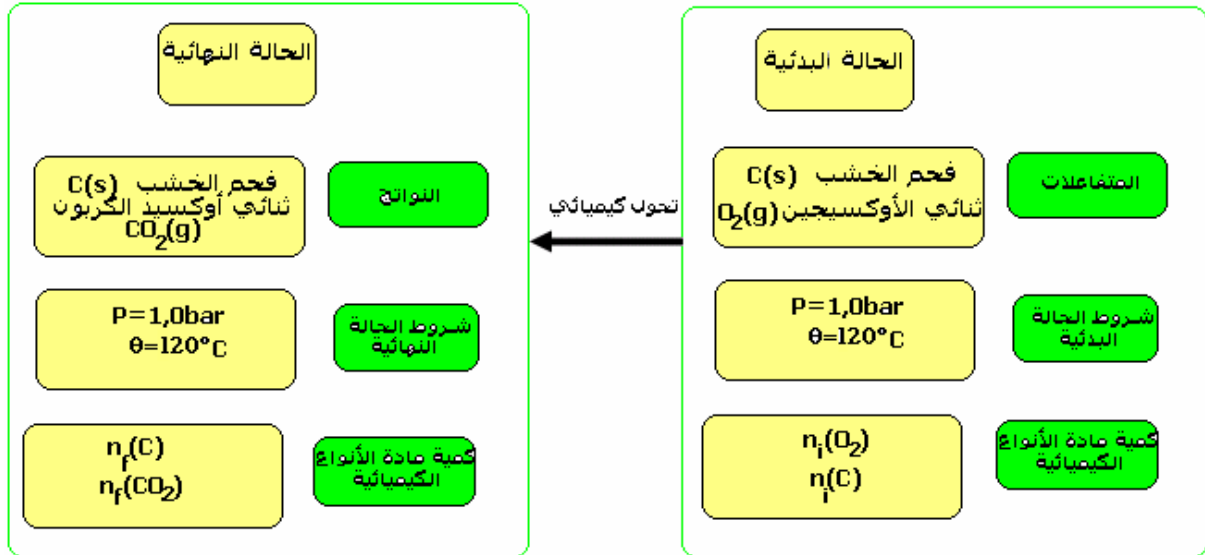 الحالة البدئية
المتفاعلات
فحم الخشب C(s)
ثنائي الأوكسيجين O₂(g)
شروط الحالة
البدئية
P=1,0bar
θ=120°C
كمية مادة الأنواع
الكيميائية
nᵢ(O₂)
nᵢ(C)
تحول كيميائي
الحالة النهائية
النواتج
فحم الخشب C(s)
ثنائي أوكسيد الكربون
CO₂(g)
شروط الحالة
النهائية
P=1,0bar
θ=120°C
كمية مادة الأنواع
الكيميائية
n_f(C)
n_f(CO₂)